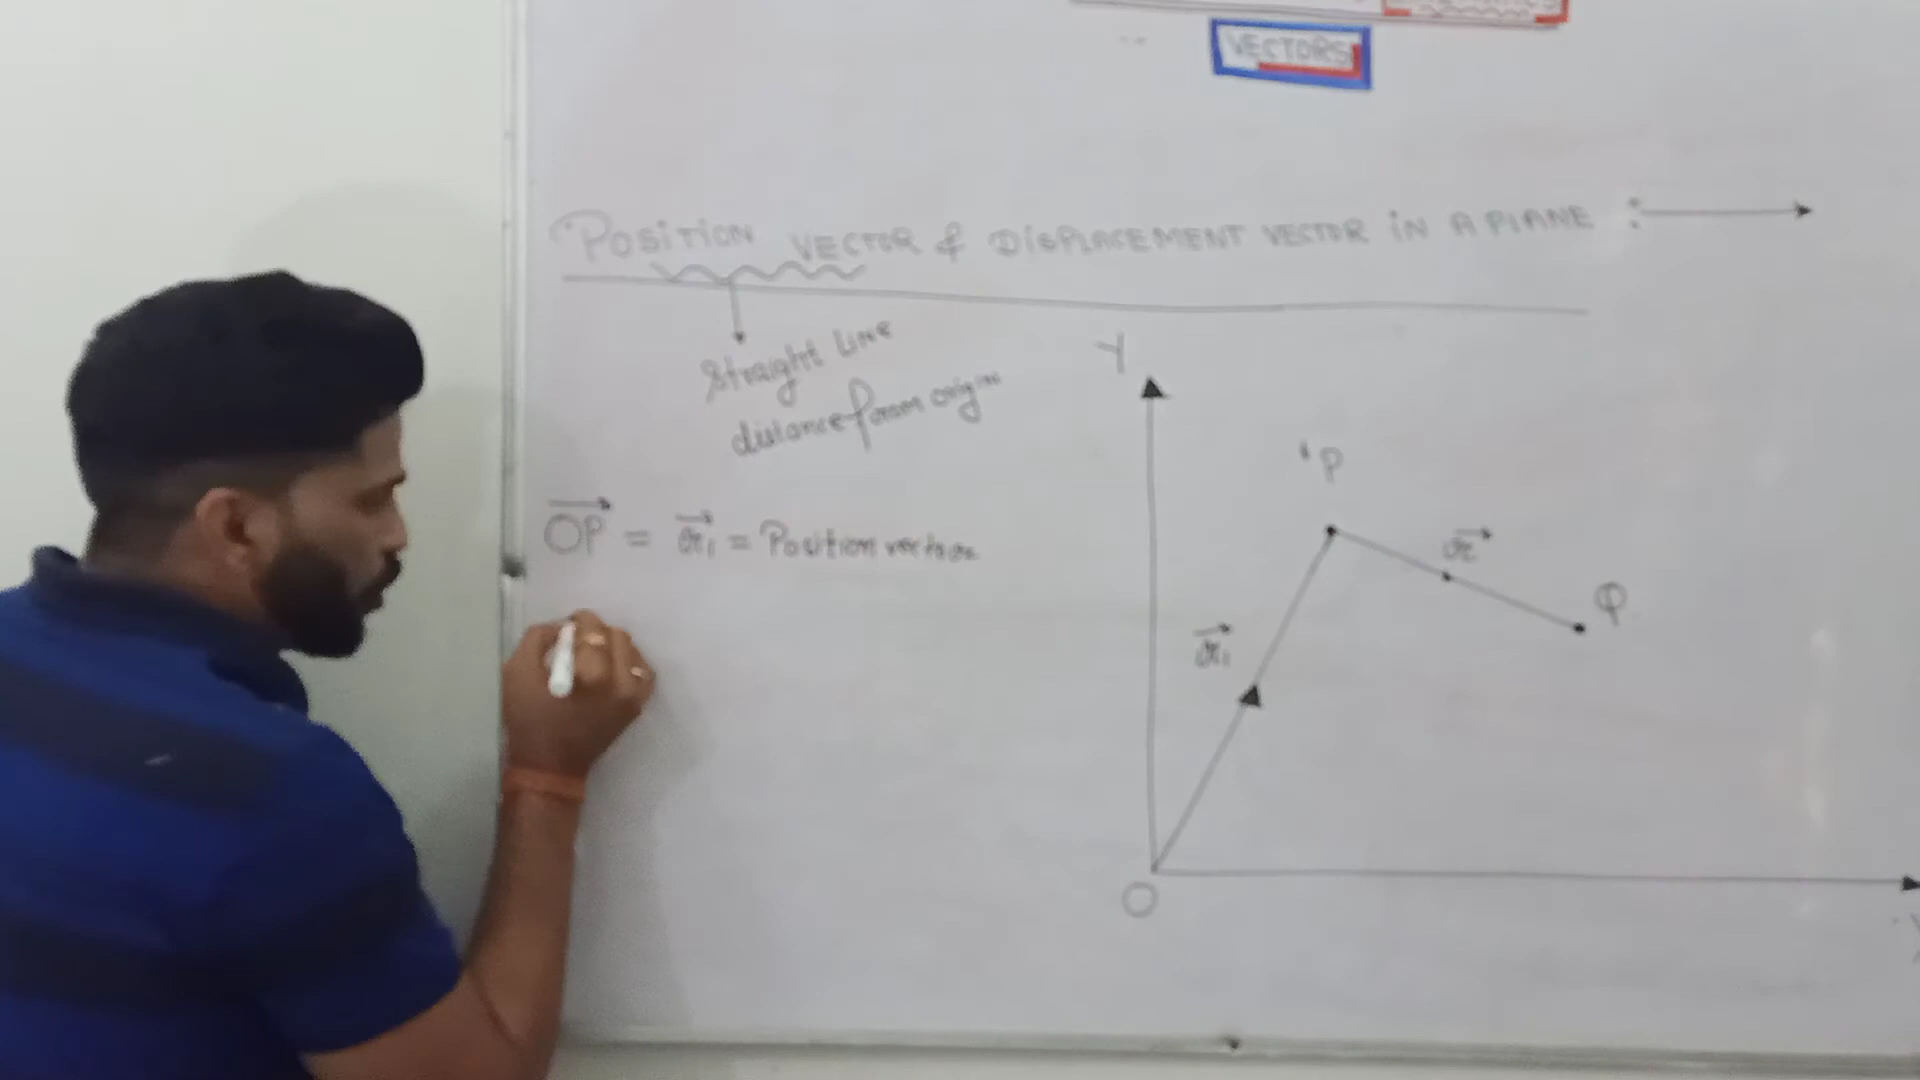 VECTORS
POSITION VECTOR & DISPLACEMENT VECTOR IN A PLANE :
Straight Line
distance from origin
Y
P
OP = r₁ = Position vector
r
Q
r₁
O